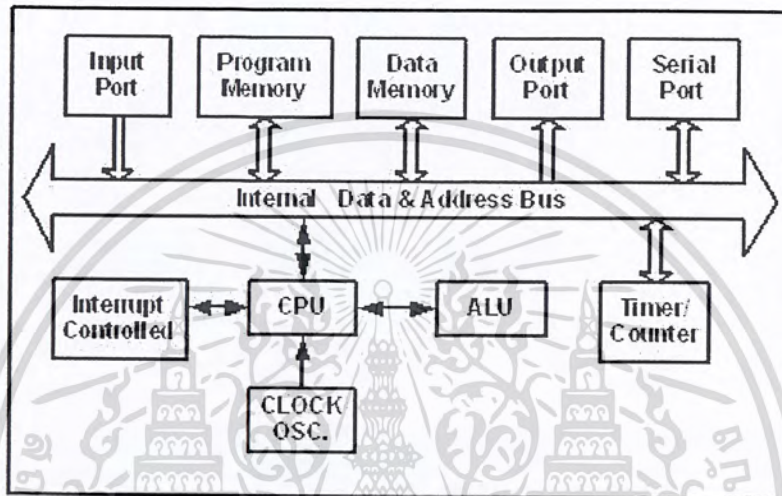 Input
Port
Program
Memory
Data
Memory
Output
Port
Serial
Port
Internal Data & Address Bus
Interrupt
Controlled
CPU
ALU
Timer/
Counter
CLOCK
OSC.